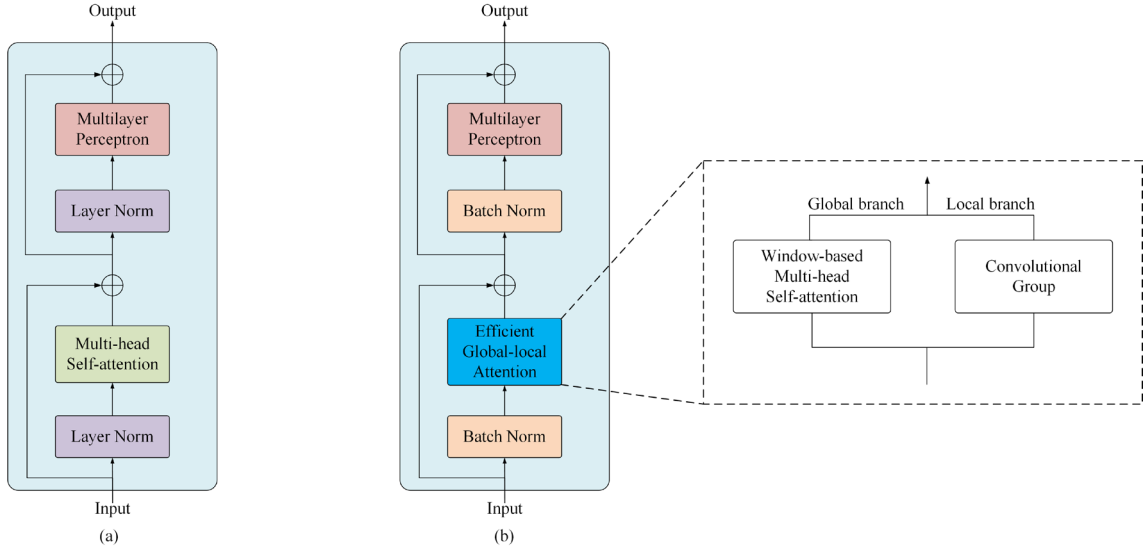 Output
Multilayer
Perceptron
Layer Norm
Multi-head
Self-attention
Layer Norm
Input
(a)
Output
Multilayer
Perceptron
Batch Norm
Efficient
Global-local
Attention
Batch Norm
Input
(b)
Global branch
Local branch
Window-based
Multi-head
Self-attention
Convolutional
Group